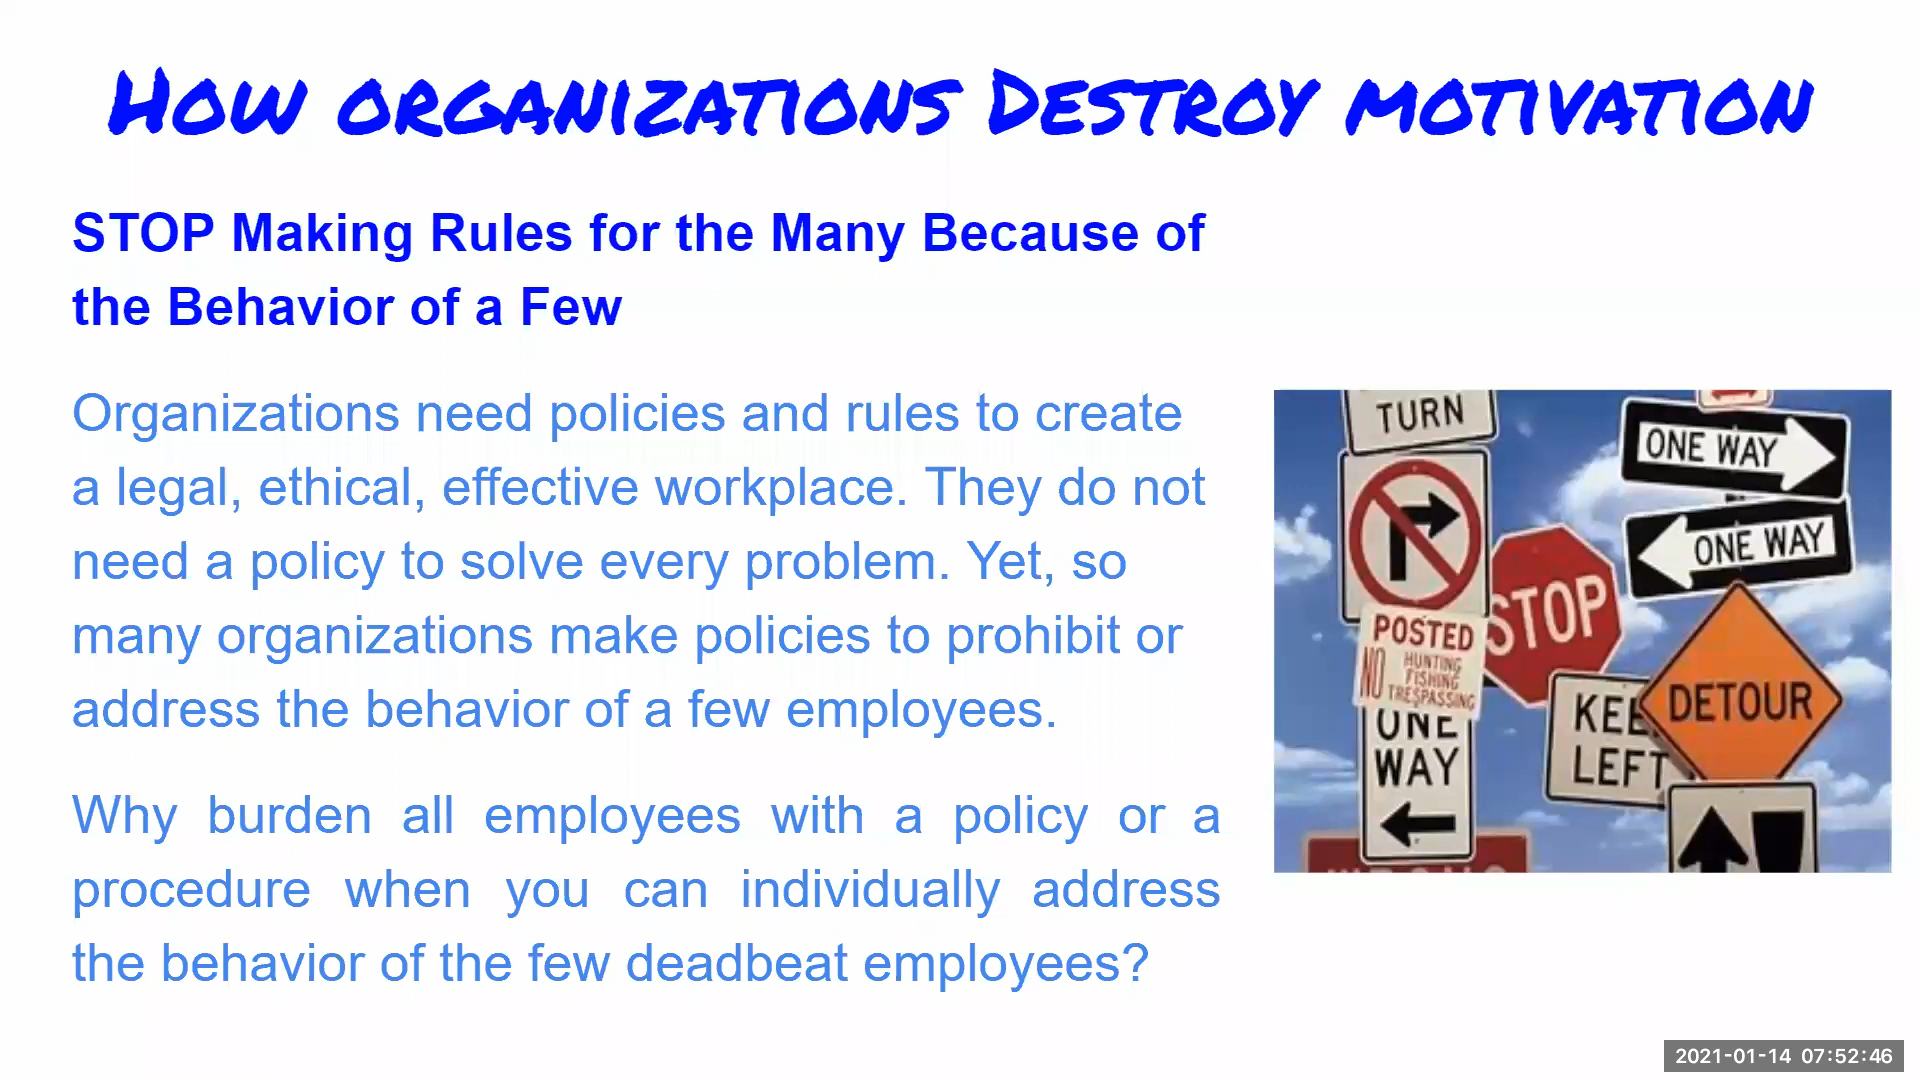 How organizations Destroy motivation
STOP Making Rules for the Many Because of
the Behavior of a Few
Organizations need policies and rules to create
a legal, ethical, effective workplace. They do not
need a policy to solve every problem. Yet, so
many organizations make policies to prohibit or
address the behavior of a few employees.
Why burden all employees with a policy or a
procedure when you can individually address
the behavior of the few deadbeat employees?
TURN
ONE WAY
ONE WAY
STOP
POSTED
NO HUNTING
FISHING
TRESPASSING
ONE
WAY
KEE
LEFT
DETOUR
2021-01-14 07:52:46